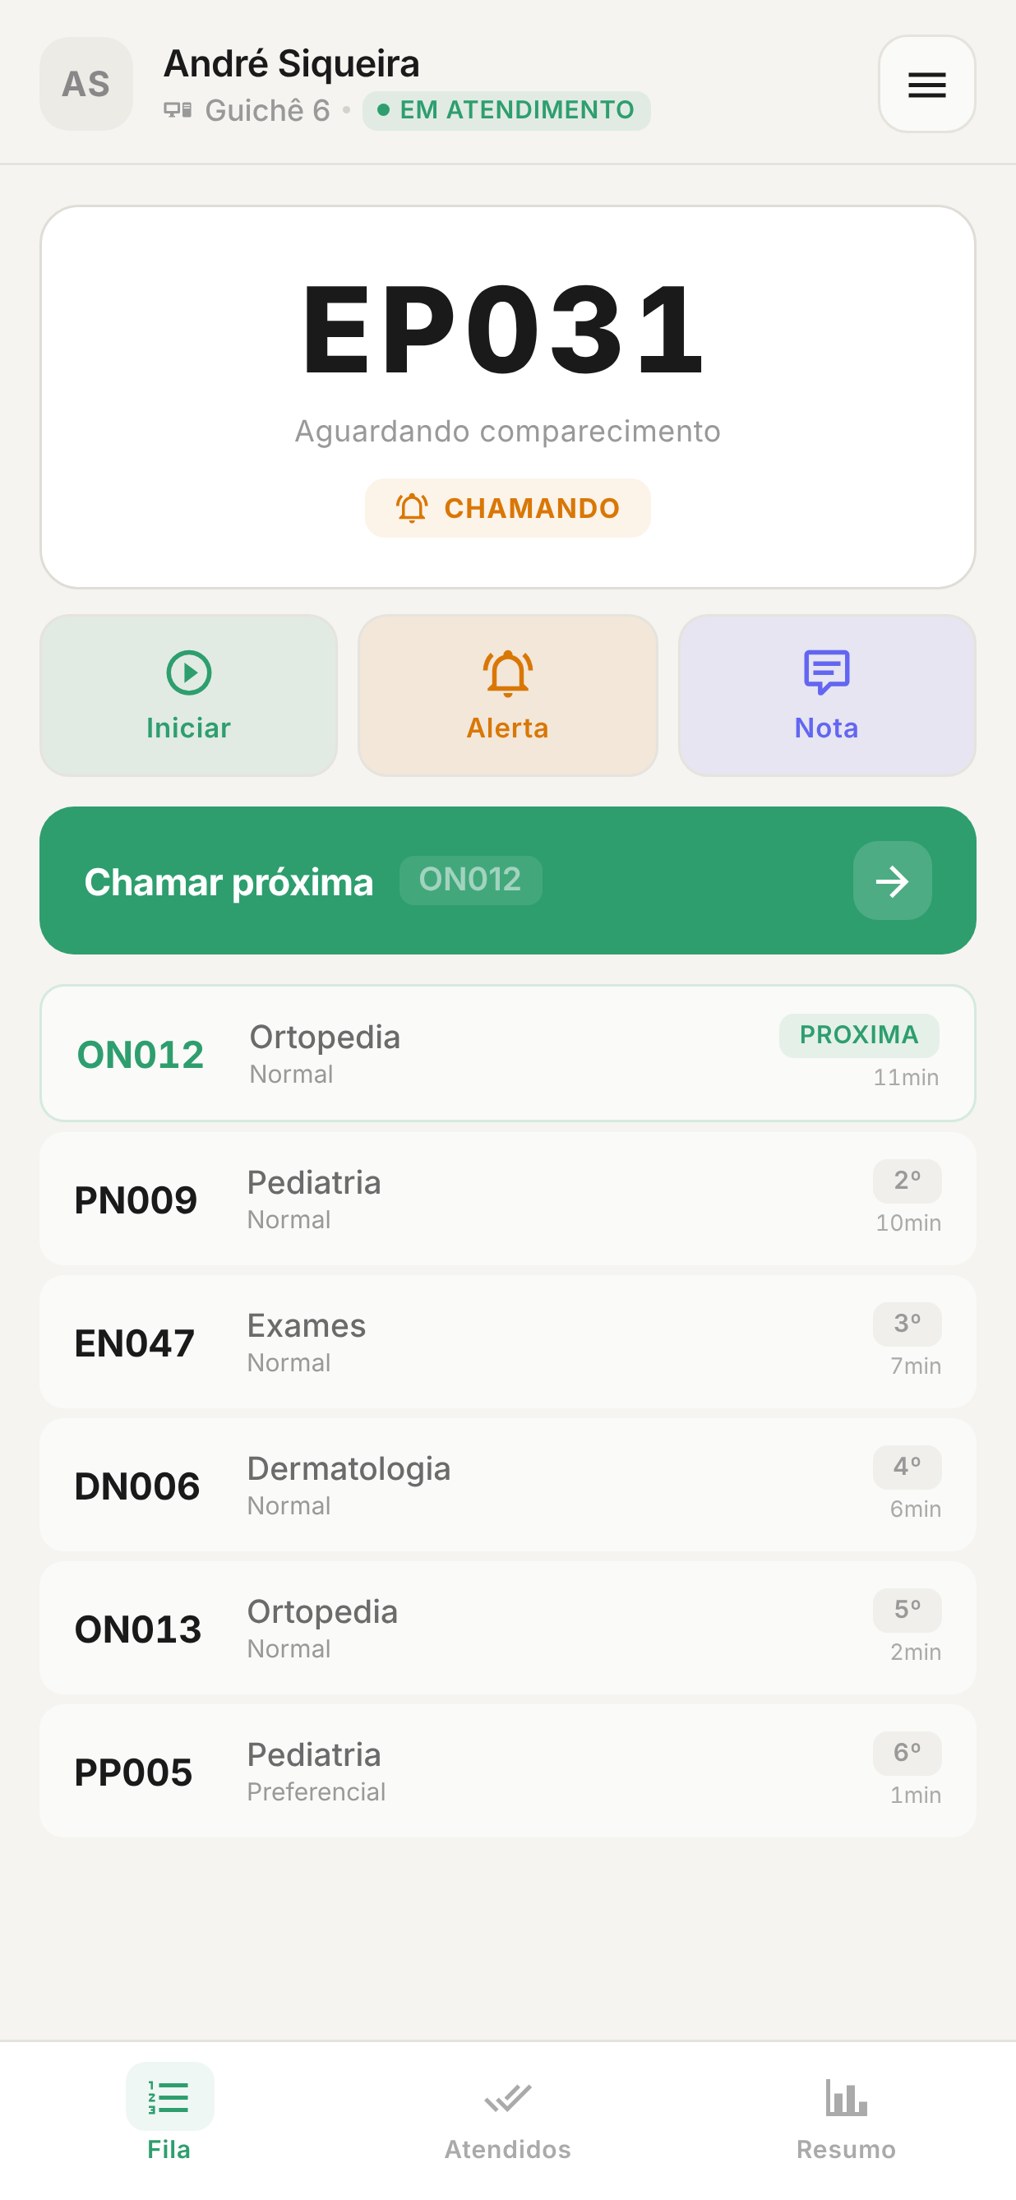 AS
André Siqueira
Guichê 6 • EM ATENDIMENTO
EP031
Aguardando comparecimento
CHAMANDO
Iniciar
Alerta
Nota
Chamar próxima ON012
ON012
Ortopedia
Normal
PROXIMA
11min
PN009
Pediatria
Normal
2º
10min
EN047
Exames
Normal
3º
7min
DN006
Dermatologia
Normal
4º
6min
ON013
Ortopedia
Normal
5º
2min
PP005
Pediatria
Preferencial
6º
1min
Fila
Atendidos
Resumo